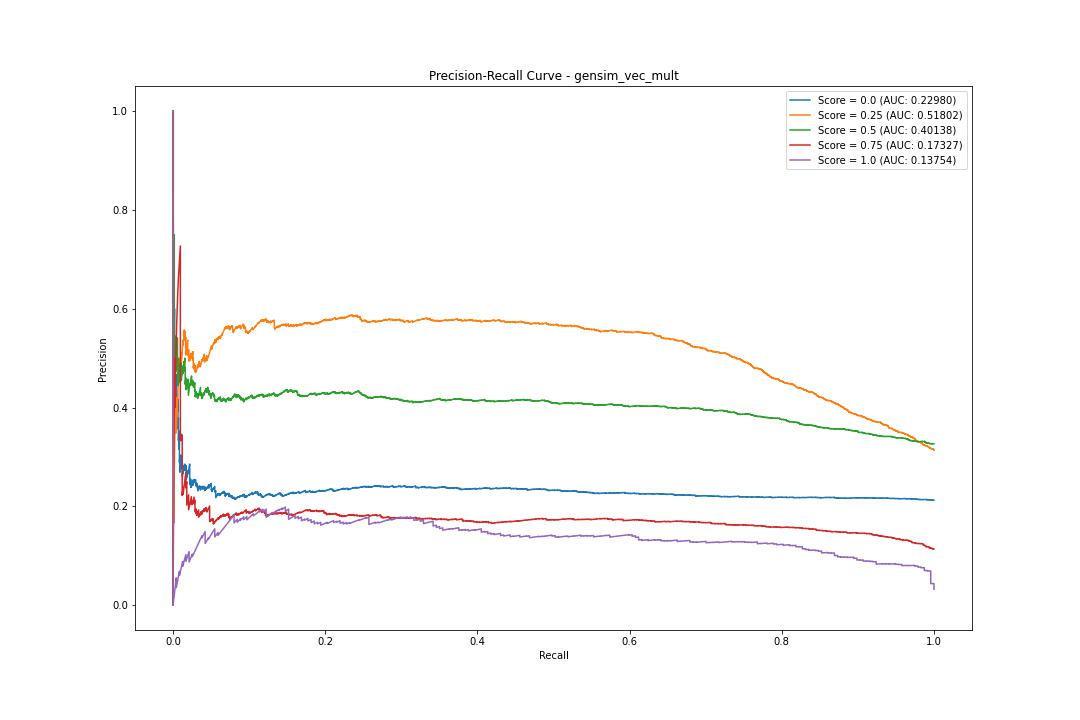 Precision-Recall Curve - gensim_vec_mult
Score = 0.0 (AUC: 0.22980)
Score = 0.25 (AUC: 0.51802)
Score = 0.5 (AUC: 0.40138)
Score = 0.75 (AUC: 0.17327)
Score = 1.0 (AUC: 0.13754)
Precision
1.0
0.8
0.6
0.4
0.2
0.0
0.0 0.2 0.4 0.6 0.8 1.0
Recall